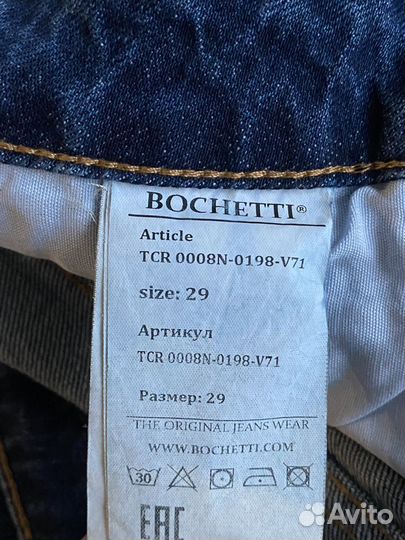 BOCHETTI®
Article
TCR 0008N-0198-V71
size: 29
Артикул
TCR 0008N-0198-V71
Размер: 29
THE ORIGINAL JEANS WEAR
WWW.BOCHETTI.COM
30
EAC
Avito